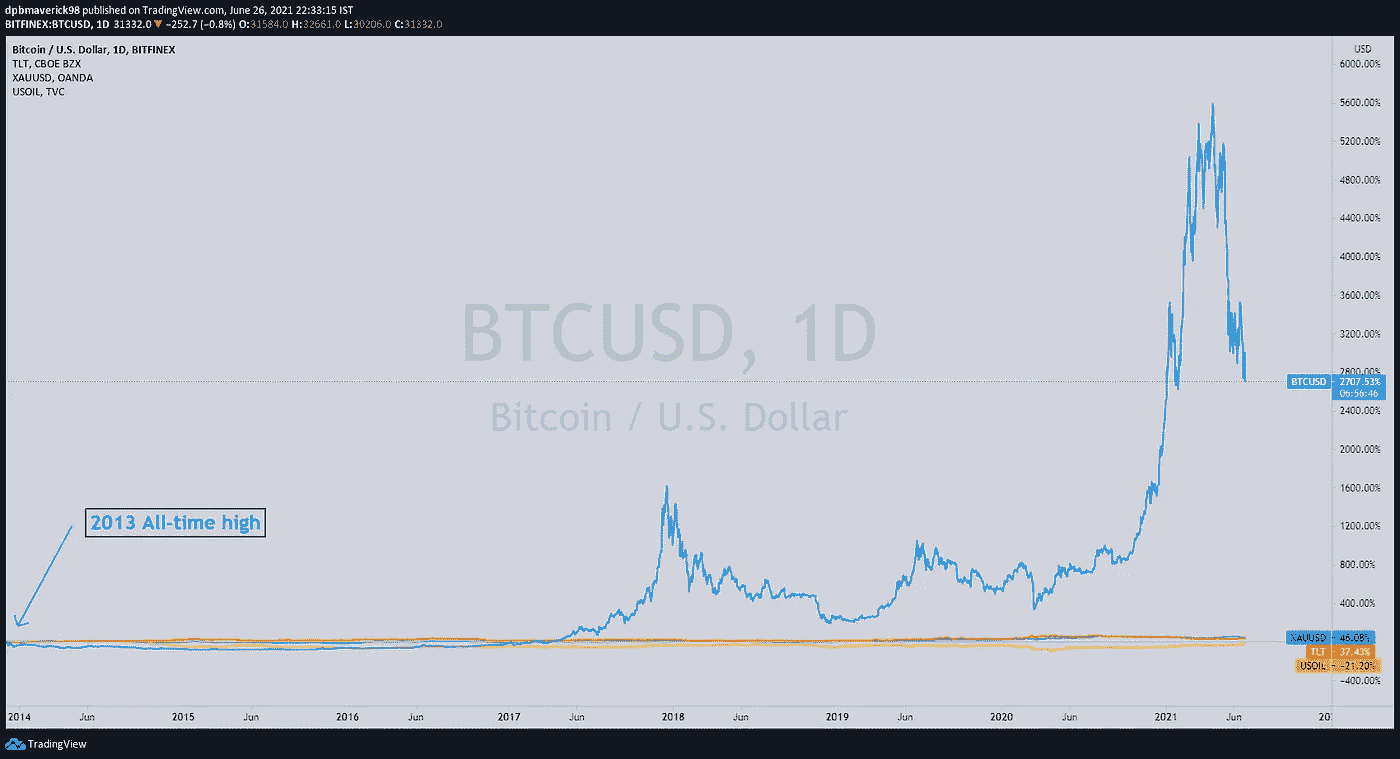 dpbmaverick98 published on TradingView.com, June 26, 2021 22:33:15 IST
BITFINEX:BTCUSD, 1D 31332.0 ▼ −252.7 (−0.8%) O:31584.0 H:32661.0 L:30206.0 C:31332.0
Bitcoin / U.S. Dollar, 1D, BITFINEX
TLT, CBOE BZX
XAUUSD, OANDA
USOIL, TVC
USD
6000.00%
5600.00%
5200.00%
4800.00%
4400.00%
4000.00%
3600.00%
3200.00%
2800.00%
BTCUSD 2707.53%
06:56:46
2400.00%
2000.00%
1600.00%
1200.00%
800.00%
400.00%
XAUUSD 46.08%
TLT 37.43%
USOIL −21.20%
−400.00%
BTCUSD, 1D
Bitcoin / U.S. Dollar
2013 All-time high
2014 Jun 2015 Jun 2016 Jun 2017 Jun 2018 Jun 2019 Jun 2020 Jun 2021 Jun 20
TradingView